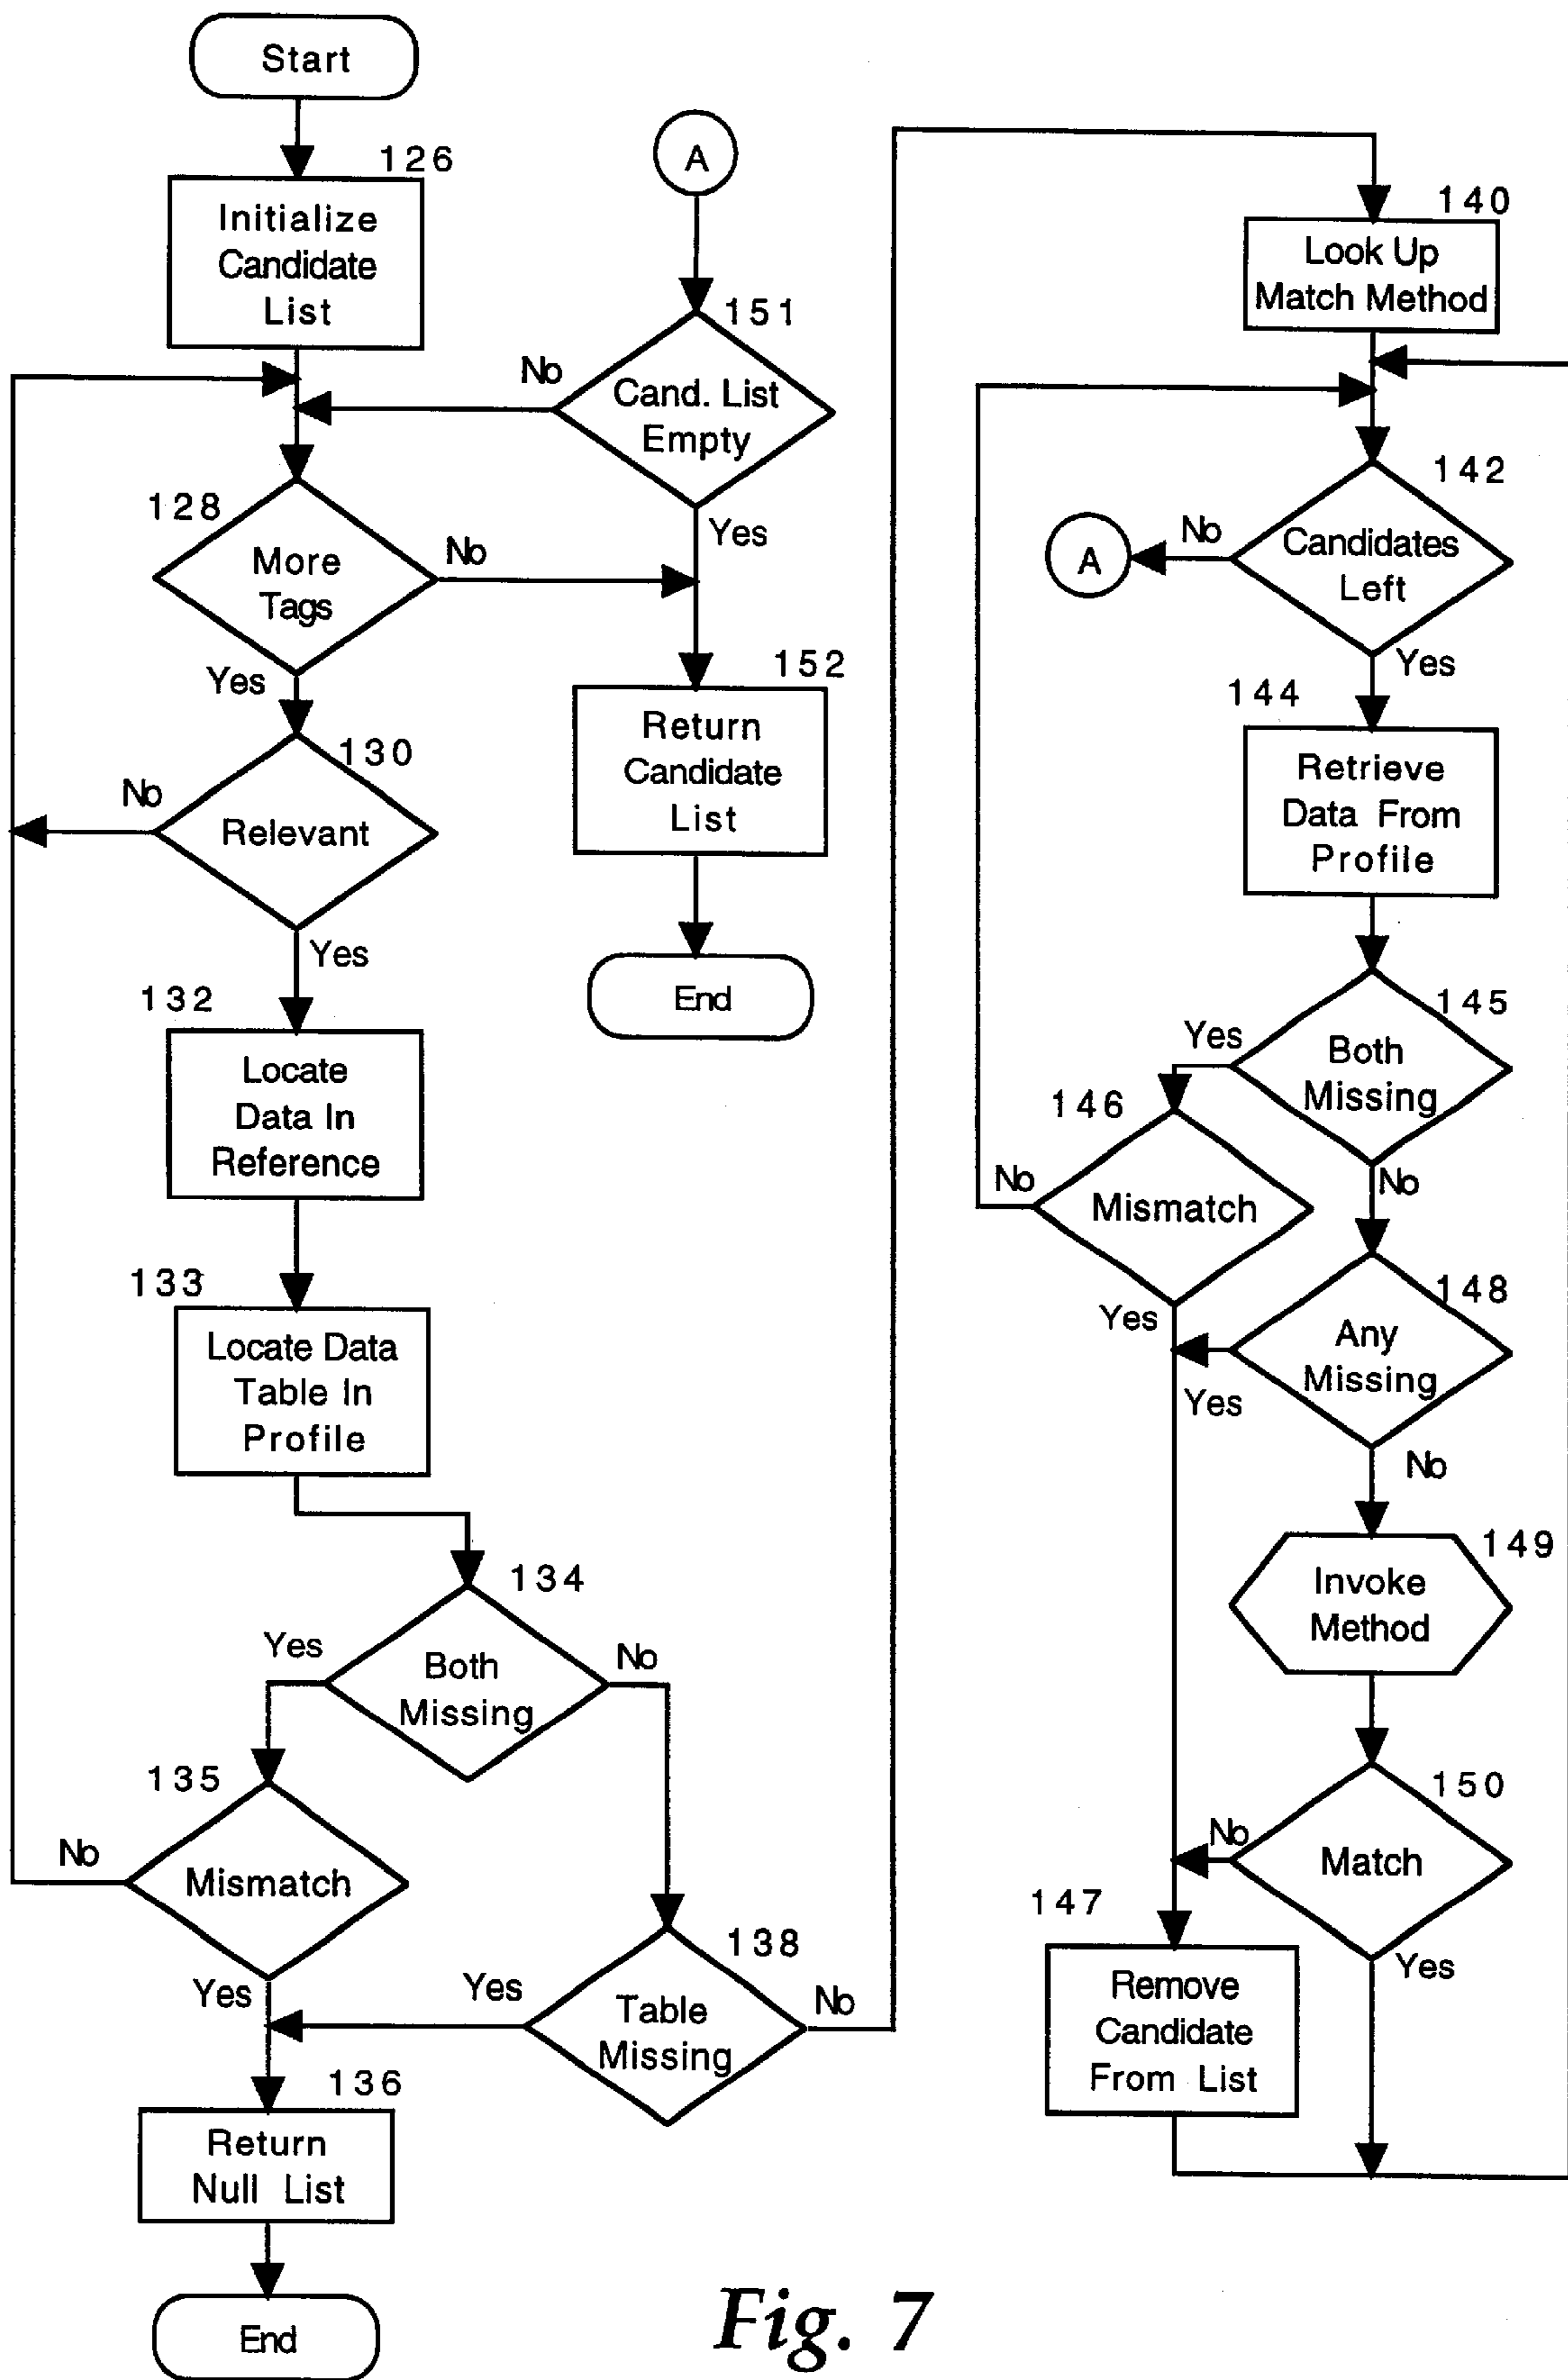 Start
126
Initialize
Candidate
List
128
More
Tags
No
Yes
130
Relevant
No
Yes
132
Locate
Data In
Reference
133
Locate Data
Table In
Profile
134
Both
Missing
Yes
No
135
Mismatch
No
Yes
138
Table
Missing
Yes
No
136
Return
Null List
End
A
151
Cand. List
Empty
No
Yes
152
Return
Candidate
List
End
140
Look Up
Match Method
142
Candidates
Left
No
A
Yes
144
Retrieve
Data From
Profile
145
Both
Missing
Yes
No
146
Mismatch
No
Yes
148
Any
Missing
Yes
No
149
Invoke
Method
150
Match
No
Yes
147
Remove
Candidate
From List
Fig. 7